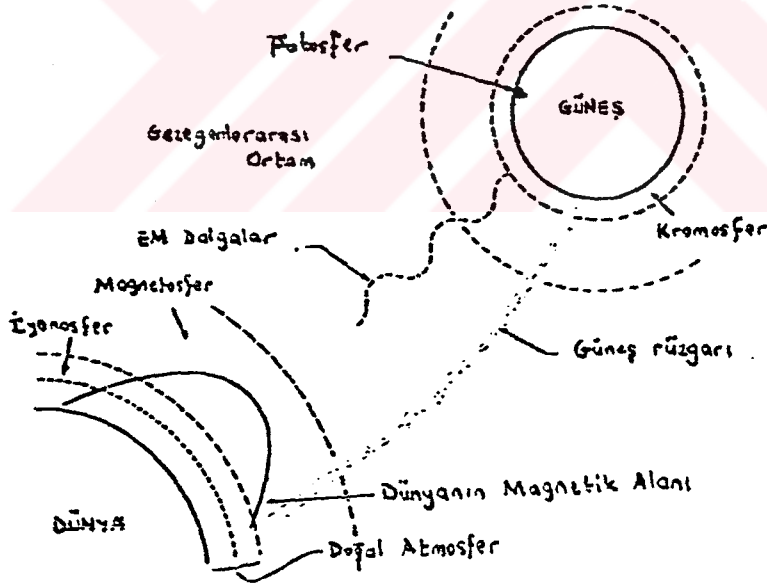 Fotosfer
GÜNEŞ
Gezegenlerarası
Ortam
Kromosfer
EM Dalgalar
Magnetosfer
İyonosfer
Güneş rüzgarı
Dünyanın Magnetik Alanı
DÜNYA
Doğal Atmosfer